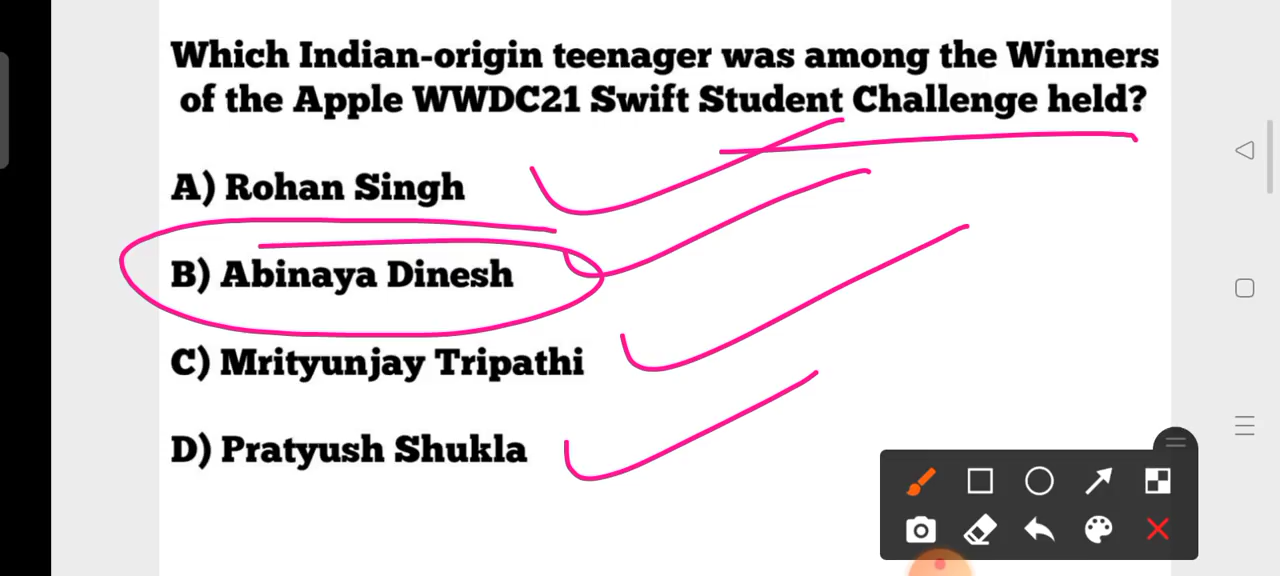 Which Indian-origin teenager was among the Winners
of the Apple WWDC21 Swift Student Challenge held?
A) Rohan Singh
B) Abinaya Dinesh
C) Mrityunjay Tripathi
D) Pratyush Shukla